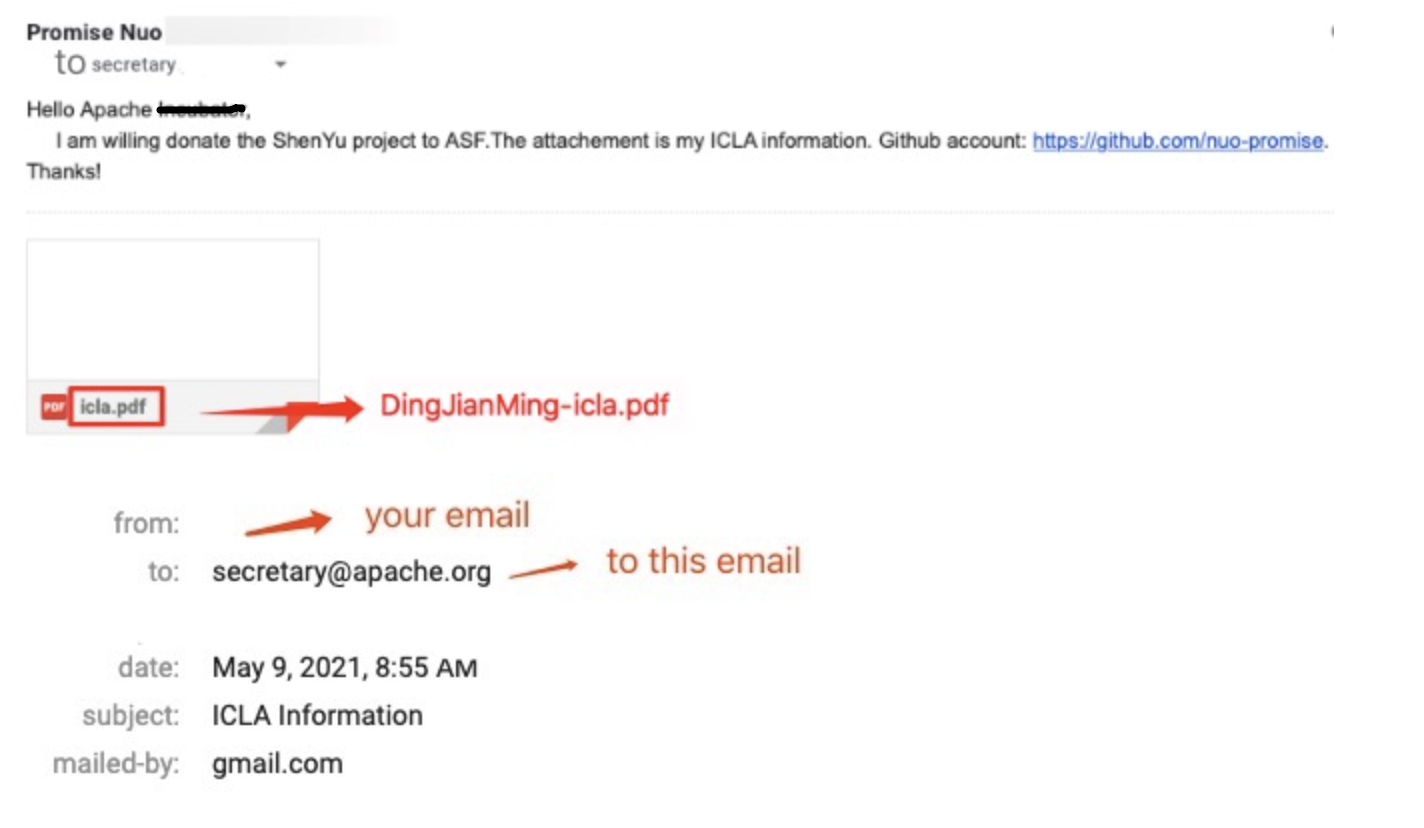 Promise Nuo
to secretary
Hello Apache
I am willing donate the ShenYu project to ASF.The attachement is my ICLA information. Github account: https://github.com/nuo-promise.
Thanks!
PDF icla.pdf DingJianMing-icla.pdf
from: your email
to: secretary@apache.org to this email
date: May 9, 2021, 8:55 AM
subject: ICLA Information
mailed-by: gmail.com